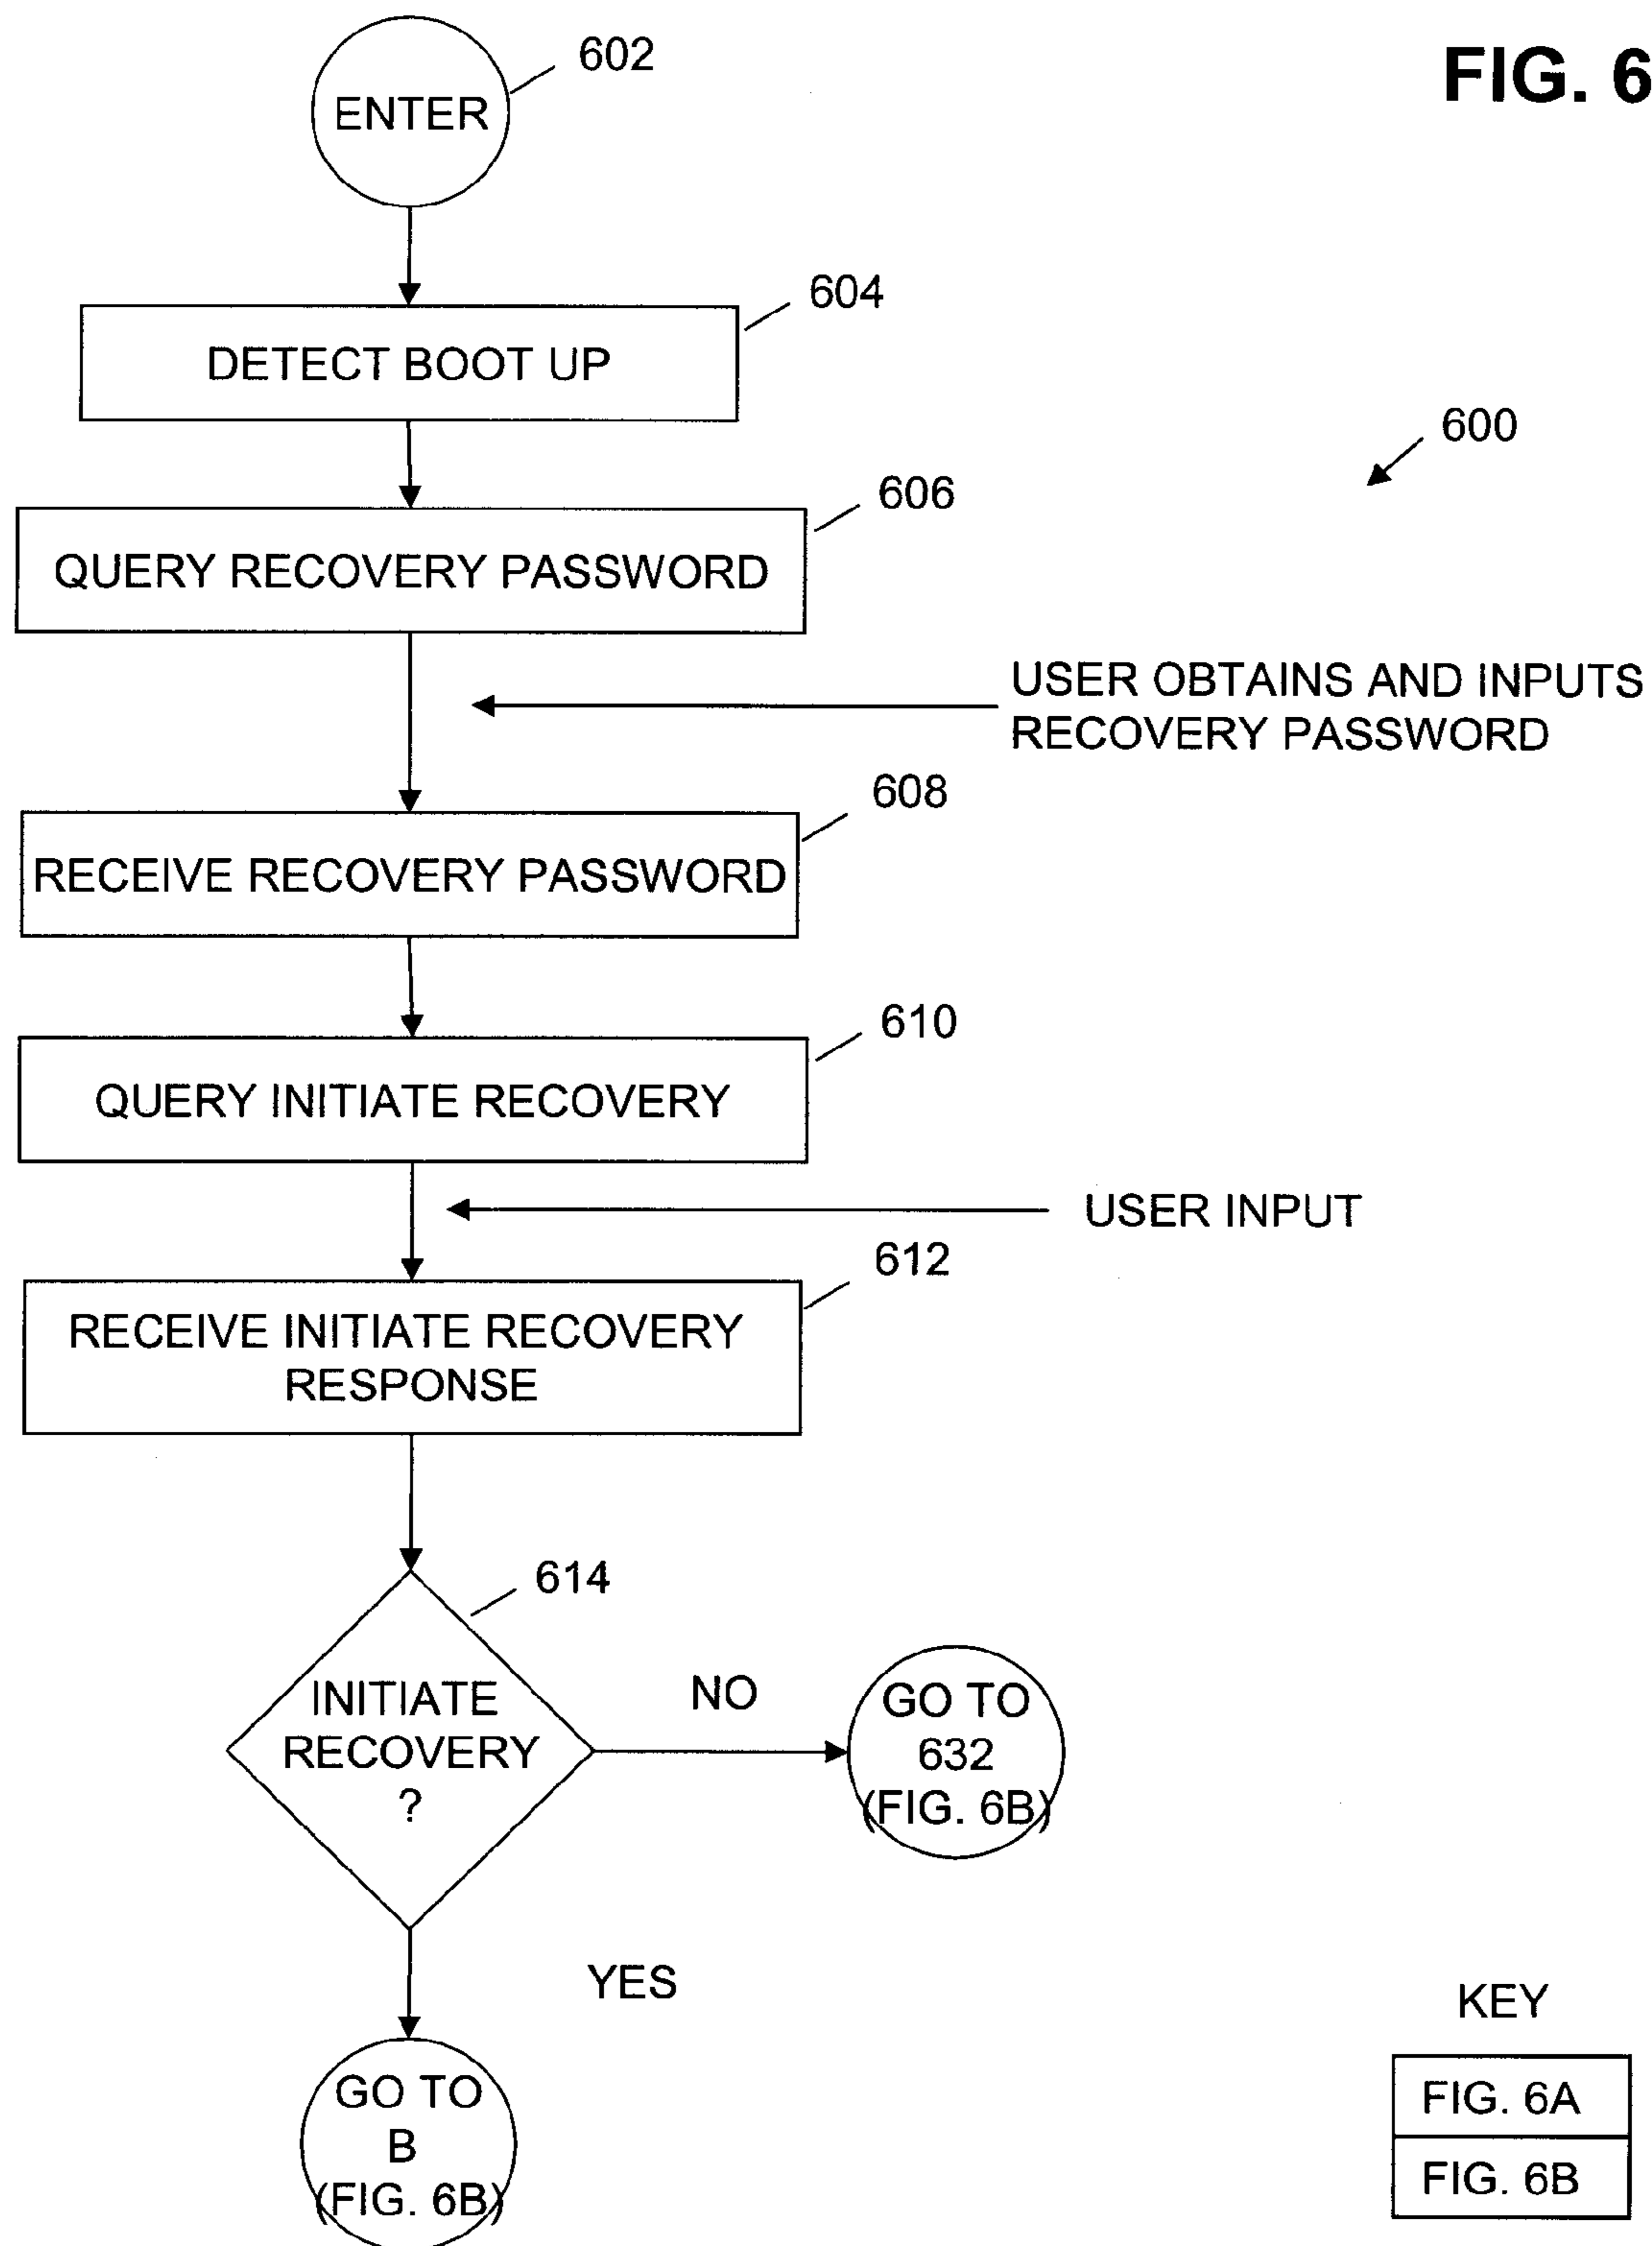 FIG. 6
602
ENTER
604
DETECT BOOT UP
600
606
QUERY RECOVERY PASSWORD
USER OBTAINS AND INPUTS
RECOVERY PASSWORD
608
RECEIVE RECOVERY PASSWORD
610
QUERY INITIATE RECOVERY
USER INPUT
612
RECEIVE INITIATE RECOVERY
RESPONSE
614
INITIATE
RECOVERY
?
NO
GO TO
632
(FIG. 6B)
YES
GO TO
B
(FIG. 6B)
KEY
FIG. 6A
FIG. 6B